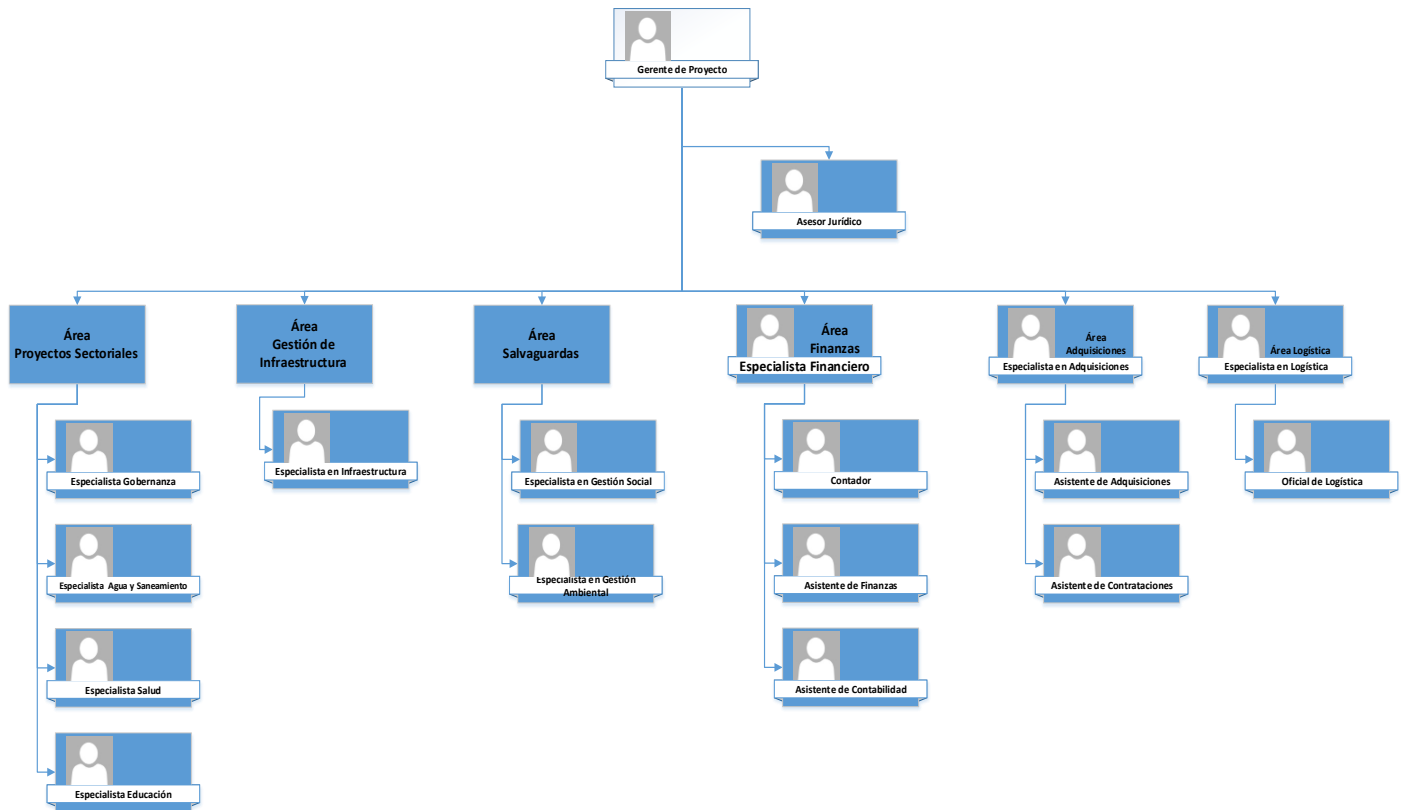 Gerente de Proyecto
Asesor Jurídico
Área
Proyectos Sectoriales
Área
Gestión de
Infraestructura
Área
Salvaguardas
Área
Finanzas
Especialista Financiero
Área
Adquisiciones
Especialista en Adquisiciones
Área Logística
Especialista en Logística
Especialista Gobernanza
Especialista Agua y Saneamiento
Especialista Salud
Especialista Educación
Especialista en Infraestructura
Especialista en Gestión Social
Especialista en Gestión
Ambiental
Contador
Asistente de Finanzas
Asistente de Contabilidad
Asistente de Adquisiciones
Asistente de Contrataciones
Oficial de Logística